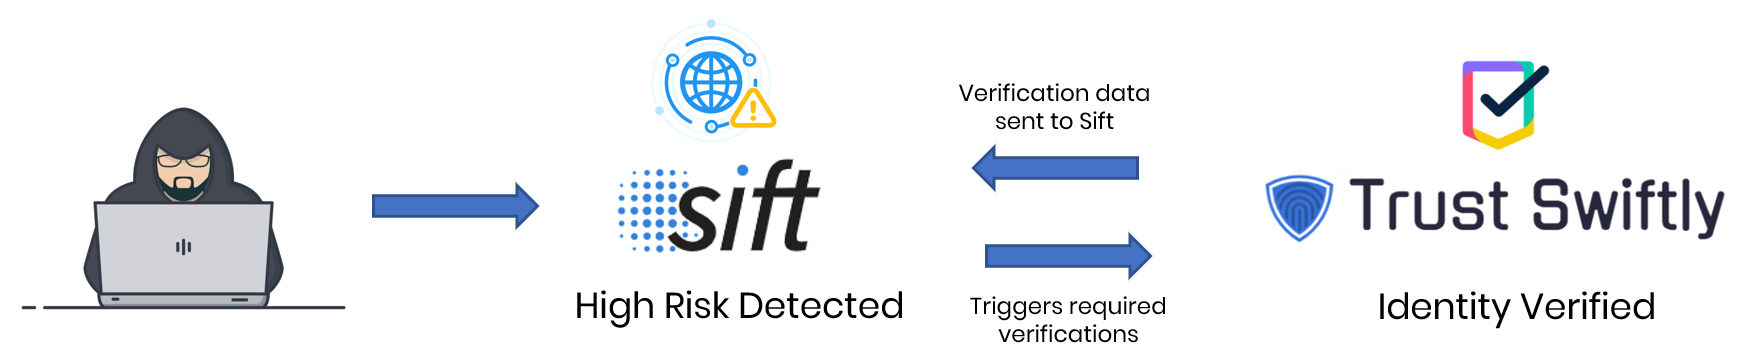 Verification data
sent to Sift
sift
Trust Swiftly
High Risk Detected
Triggers required
verifications
Identity Verified